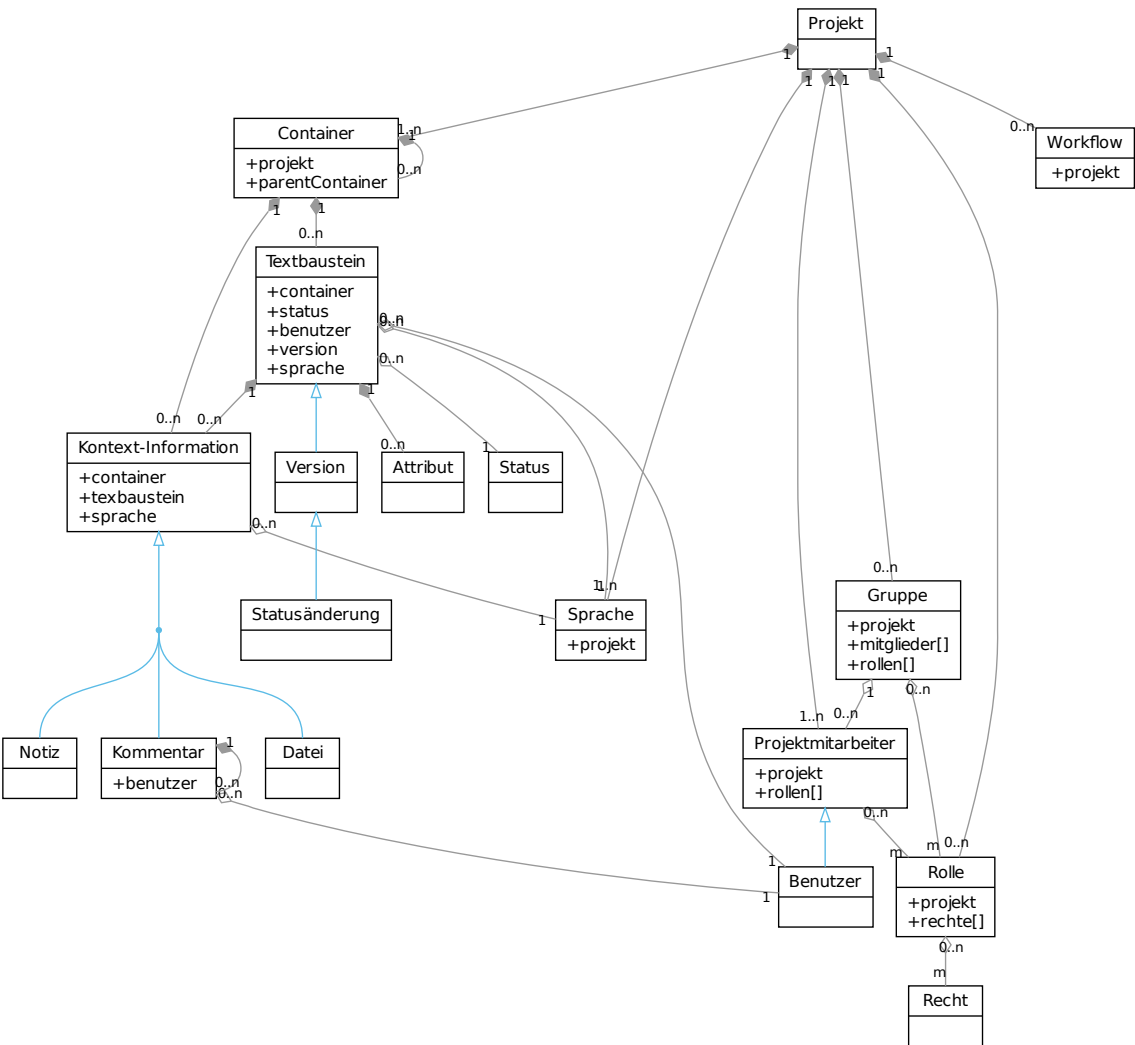 Projekt
1
1
1
1
1
1
1
Workflow
+projekt
0..n
Container
+projekt
+parentContainer
1..n
1
0..n
1
1
0..n
Textbaustein
+container
+status
+benutzer
+version
+sprache
0..n
0..n
0..n
1
1
0..n
0..n
0..n
1
Kontext-Information
+container
+texbaustein
+sprache
Version
Attribut
Status
0..n
1
1
1..n
Statusänderung
Sprache
+projekt
0..n
Gruppe
+projekt
+mitglieder[]
+rollen[]
1
0..n
1..n
0..n
Notiz
Kommentar
+benutzer
Datei
1
0..n
0..n
Projektmitarbeiter
+projekt
+rollen[]
0..n
m
m
0..n
1
1
Benutzer
Rolle
+projekt
+rechte[]
0..n
m
Recht